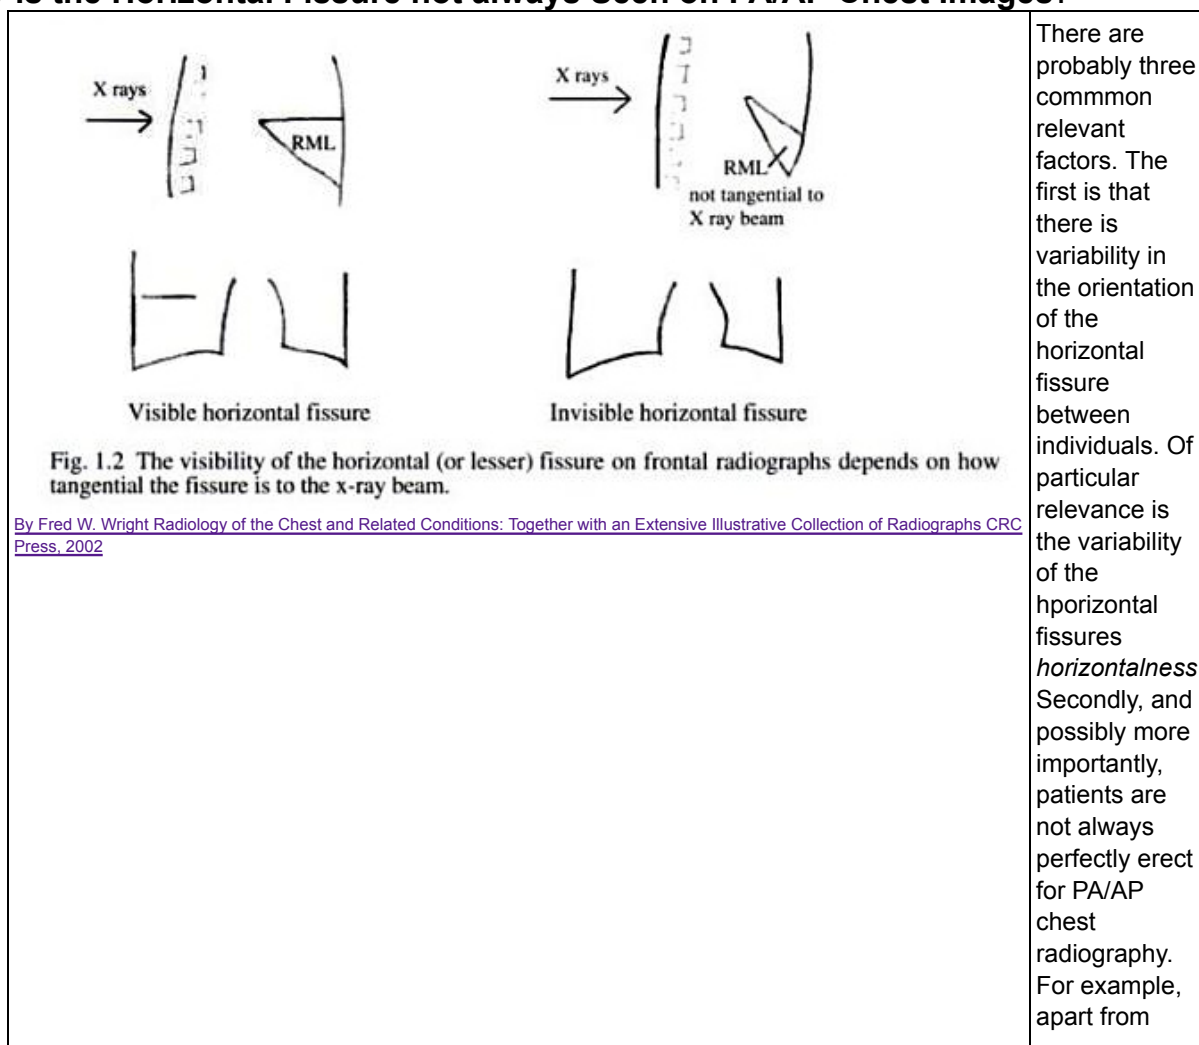 is the Horizontal Fissure not always Seen on PA/AP Chest Images?
X rays
RML
X rays
RML
not tangential to
X ray beam
Visible horizontal fissure
Invisible horizontal fissure
Fig. 1.2 The visibility of the horizontal (or lesser) fissure on frontal radiographs depends on how
tangential the fissure is to the x-ray beam.
By Fred W. Wright Radiology of the Chest and Related Conditions: Together with an Extensive Illustrative Collection of Radiographs CRC
Press, 2002
There are
probably three
commmon
relevant
factors. The
first is that
there is
variability in
the orientation
of the
horizontal
fissure
between
individuals. Of
particular
relevance is
the variability
of the
hporizontal
fissures
horizontalness
Secondly, and
possibly more
importantly,
patients are
not always
perfectly erect
for PA/AP
chest
radiography.
For example,
apart from